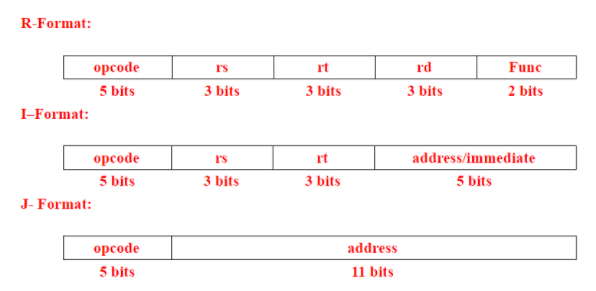 R-Format:
opcode rs rt rd Func
5 bits 3 bits 3 bits 3 bits 2 bits
I–Format:
opcode rs rt address/immediate
5 bits 3 bits 3 bits 5 bits
J- Format:
opcode address
5 bits 11 bits